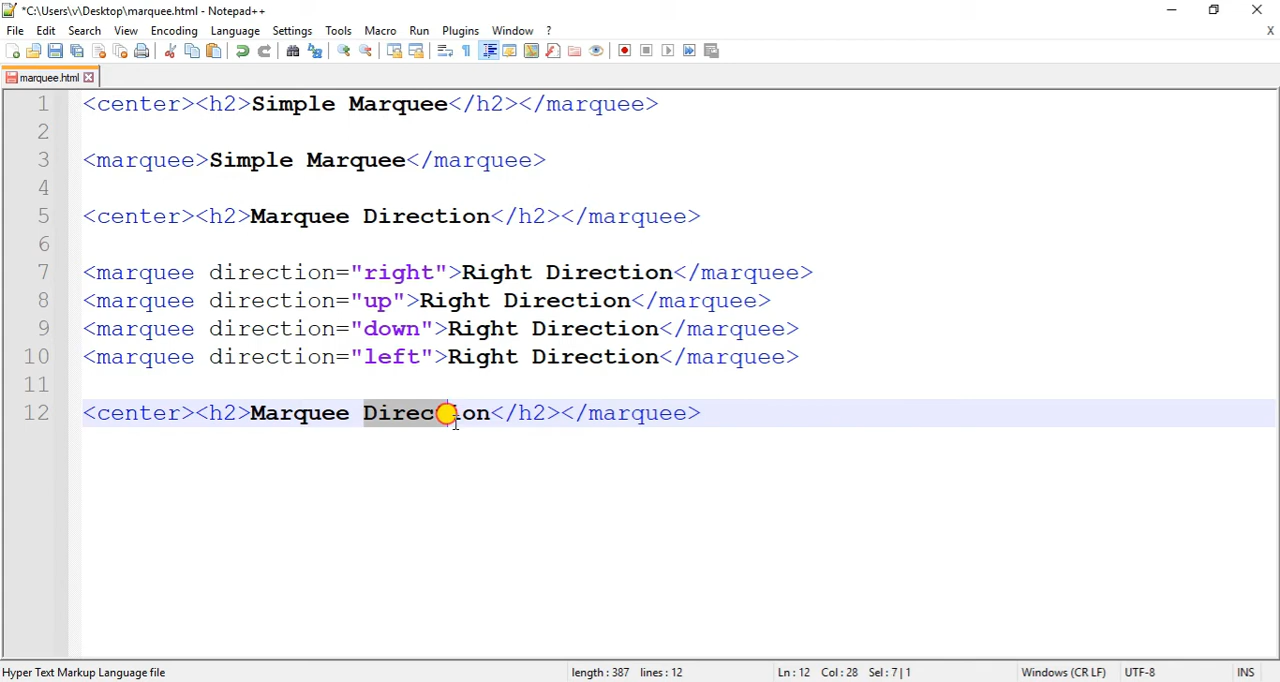 *C:\Users\v\Desktop\marquee.html - Notepad++
File Edit Search View Encoding Language Settings Tools Macro Run Plugins Window ? X
marquee.html
1 <center><h2>Simple Marquee</h2></marquee>
2
3 <marquee>Simple Marquee</marquee>
4
5 <center><h2>Marquee Direction</h2></marquee>
6
7 <marquee direction="right">Right Direction</marquee>
8 <marquee direction="up">Right Direction</marquee>
9 <marquee direction="down">Right Direction</marquee>
10 <marquee direction="left">Right Direction</marquee>
11
12 <center><h2>Marquee Direction</h2></marquee>
Hyper Text Markup Language file length : 387 lines : 12 Ln : 12 Col : 28 Sel : 7 | 1 Windows (CR LF) UTF-8 INS